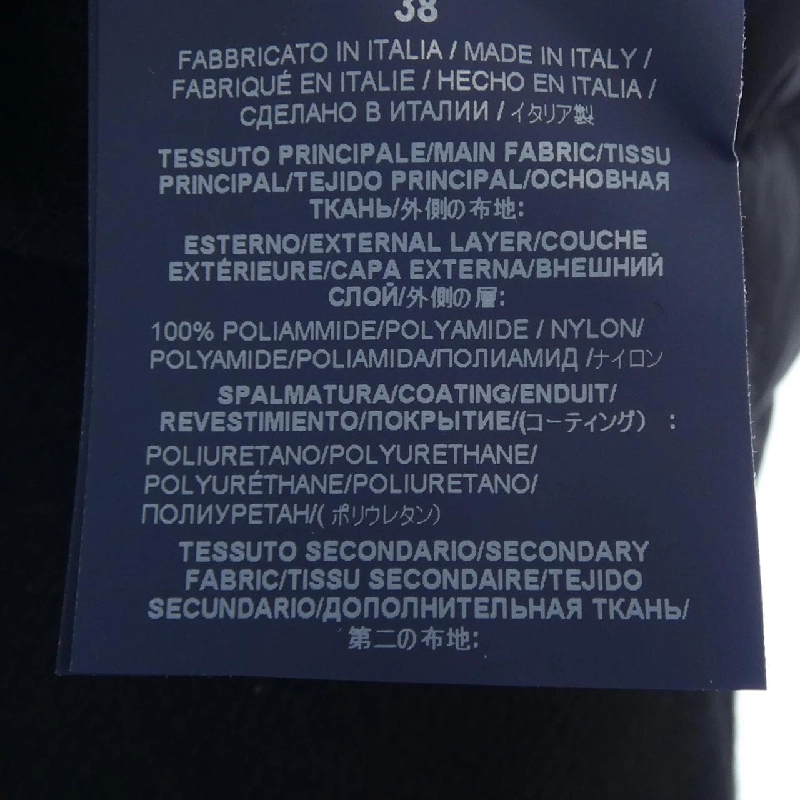 38
FABBRICATO IN ITALIA / MADE IN ITALY /
FABRIQUÉ EN ITALIE / HECHO EN ITALIA /
СДЕЛАНО В ИТАЛИИ / イタリア製
TESSUTO PRINCIPALE/MAIN FABRIC/TISSU
PRINCIPAL/TEJIDO PRINCIPAL/ОСНОВНАЯ
ТКАНЬ/外側の布地:
ESTERNO/EXTERNAL LAYER/COUCHE
EXTÉRIEURE/CAPA EXTERNA/ВНЕШНИЙ
СЛОЙ/外側の層:
100% POLIAMMIDE/POLYAMIDE / NYLON/
POLYAMIDE/POLIAMIDA/ПОЛИАМИД /ナイロン
SPALMATURA/COATING/ENDUIT/
REVESTIMIENTO/ПОКРЫТИЕ/(コーティング) :
POLIURETANO/POLYURETHANE/
POLYURÉTHANE/POLIURETANO/
ПОЛИУРЕТАН/( ポリウレタン)
TESSUTO SECONDARIO/SECONDARY
FABRIC/TISSU SECONDAIRE/TEJIDO
SECUNDARIO/ДОПОЛНИТЕЛЬНАЯ ТКАНЬ/
第二の布地: